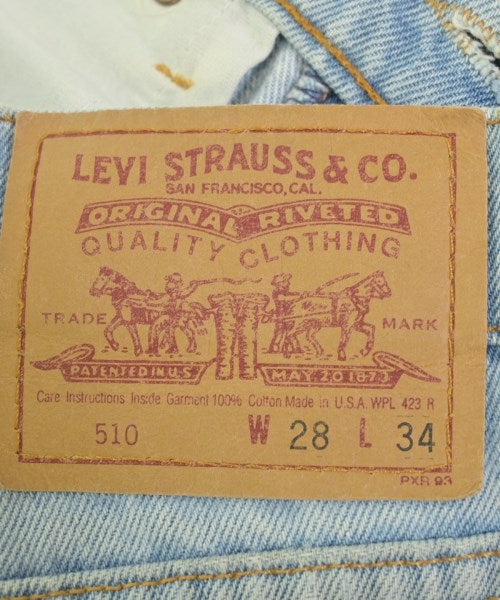 LEVI STRAUSS & CO.
SAN FRANCISCO, CAL.
ORIGINAL RIVETED
QUALITY CLOTHING
TRADE MARK
PATENTED IN U.S. MAY 20 1873
Care Instructions Inside Garment 100% Cotton Made in U.S.A. WPL 423 R
510 W 28 L 34
PXR 93